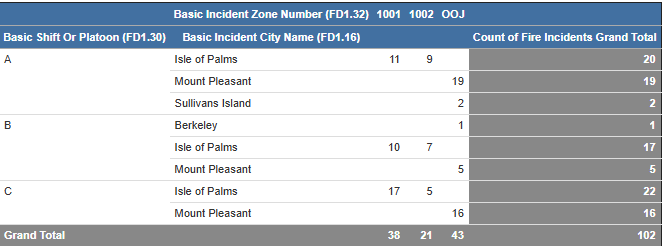 Basic Incident Zone Number (FD1.32) 1001 1002 OOJ
Basic Shift Or Platoon (FD1.30) Basic Incident City Name (FD1.16) Count of Fire Incidents Grand Total
A Isle of Palms 11 9 20
Mount Pleasant 19 19
Sullivans Island 2 2
B Berkeley 1 1
Isle of Palms 10 7 17
Mount Pleasant 5 5
C Isle of Palms 17 5 22
Mount Pleasant 16 16
Grand Total 38 21 43 102